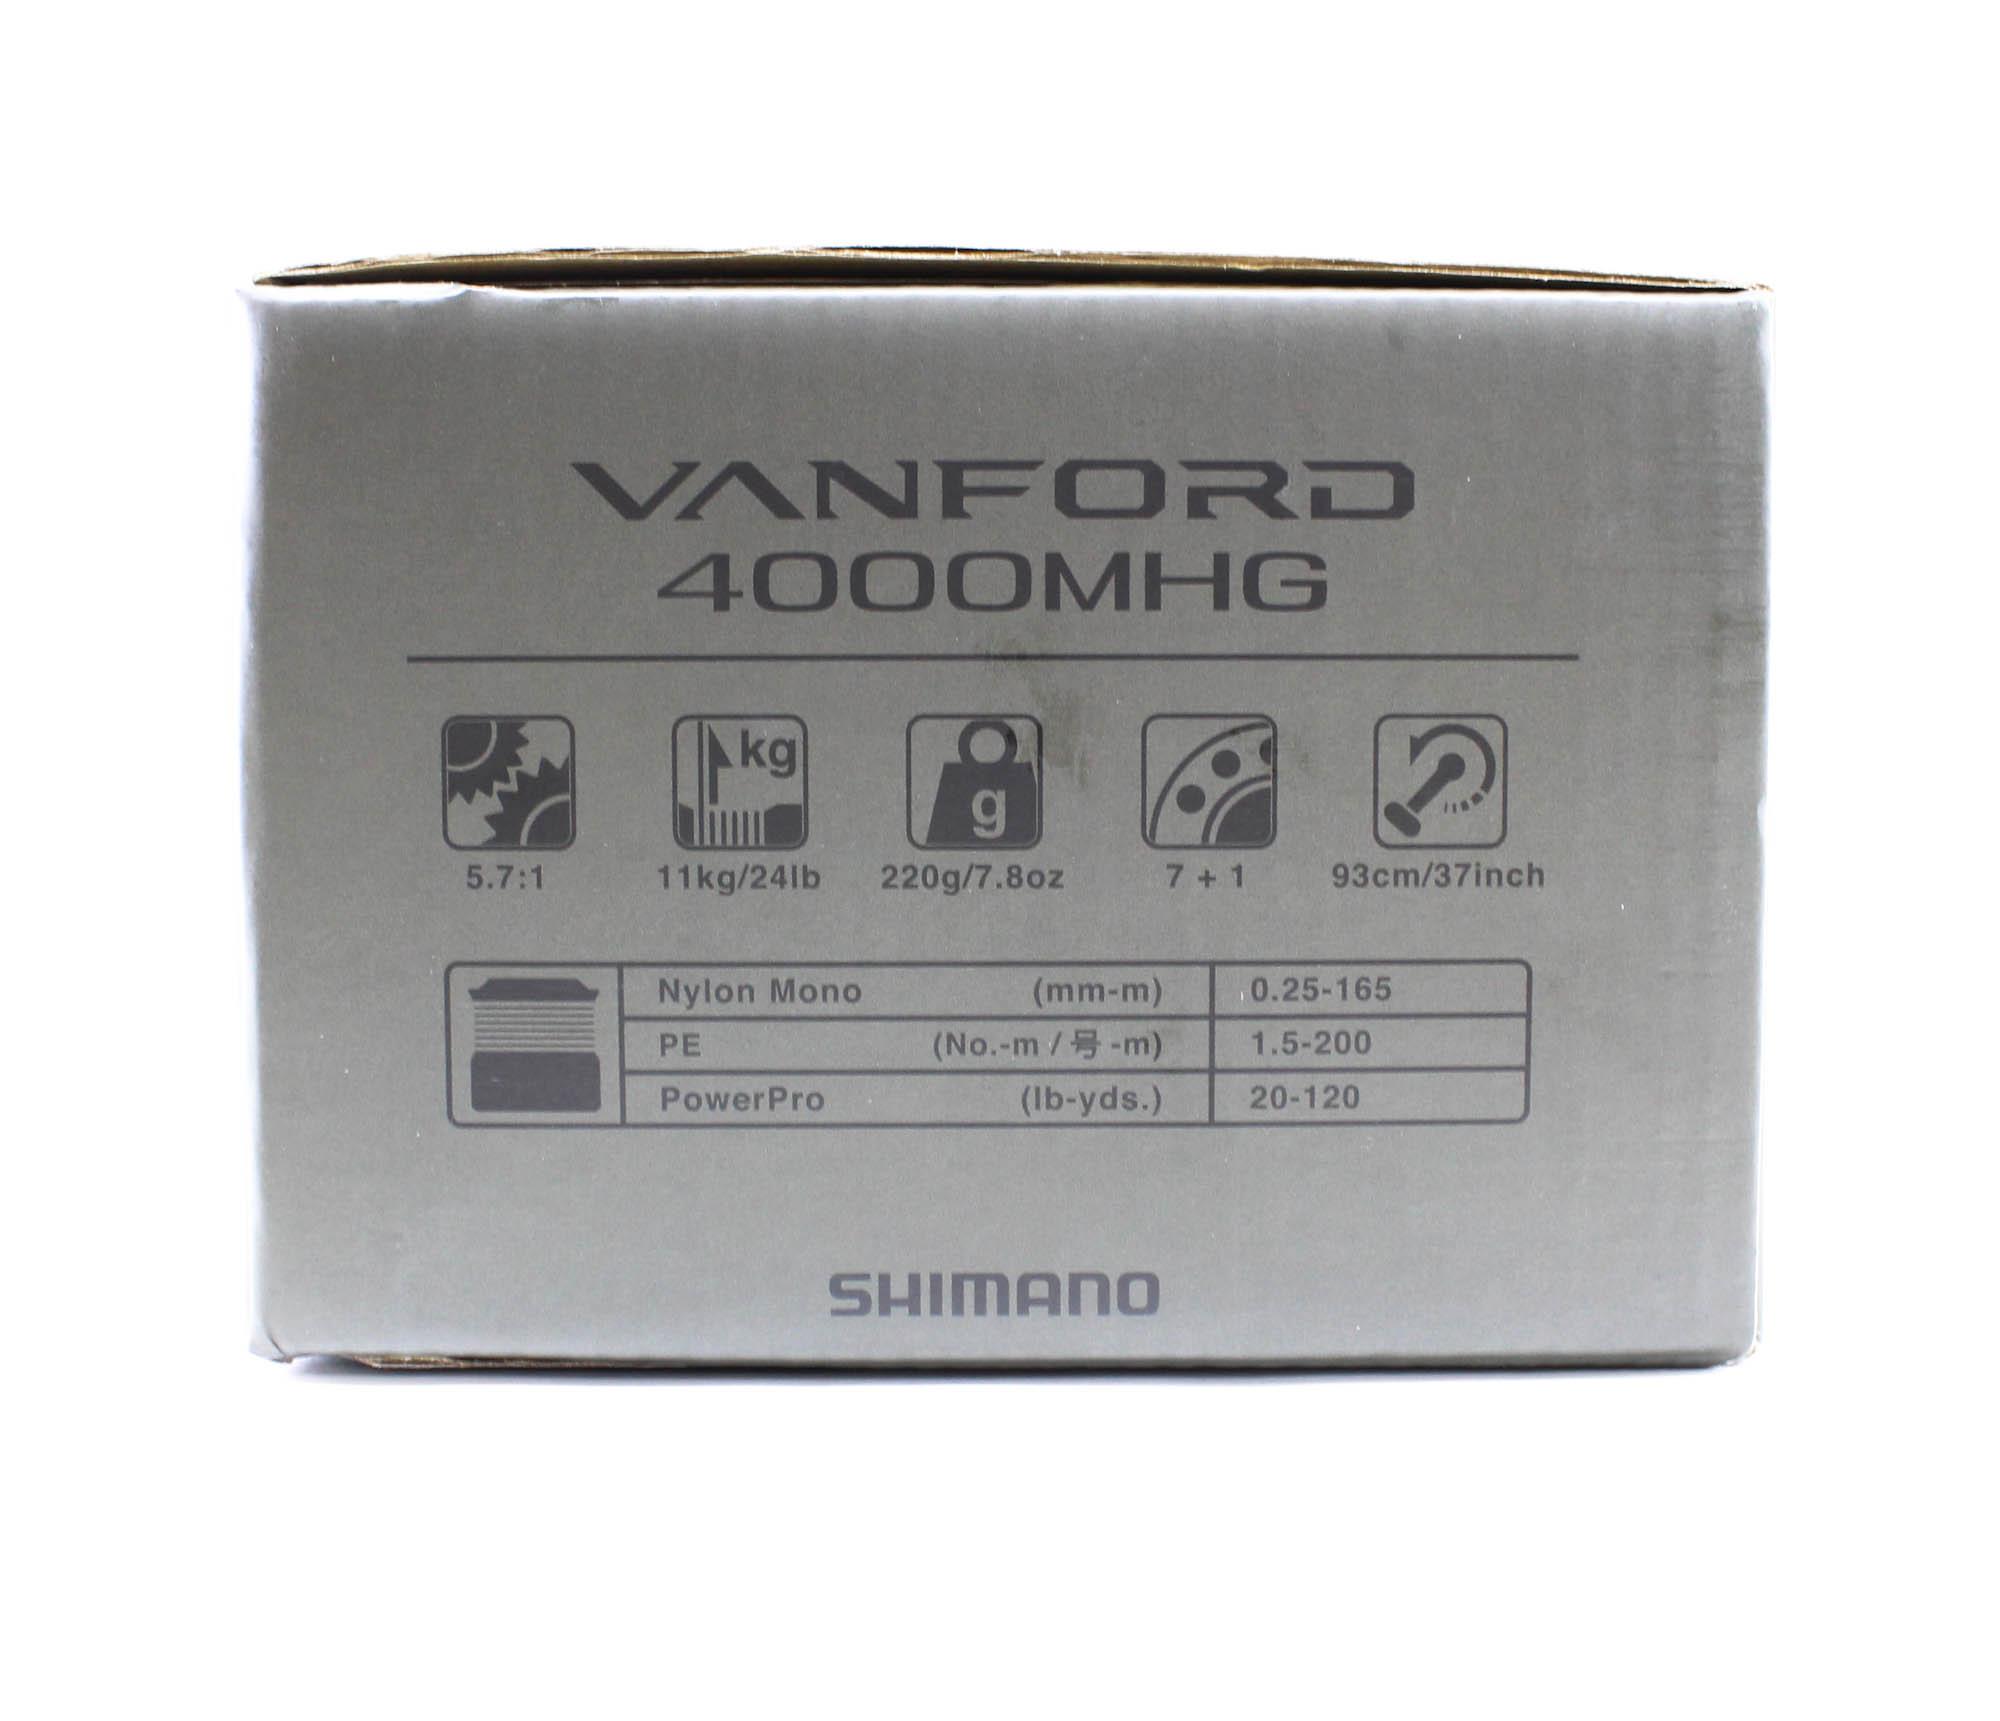 VANFORD
4000MHG
kg
g
5.7:1 11kg/24lb 220g/7.8oz 7 + 1 93cm/37inch
Nylon Mono (mm-m) 0.25-165
PE (No.-m / 号 -m) 1.5-200
PowerPro (lb-yds.) 20-120
SHIMANO